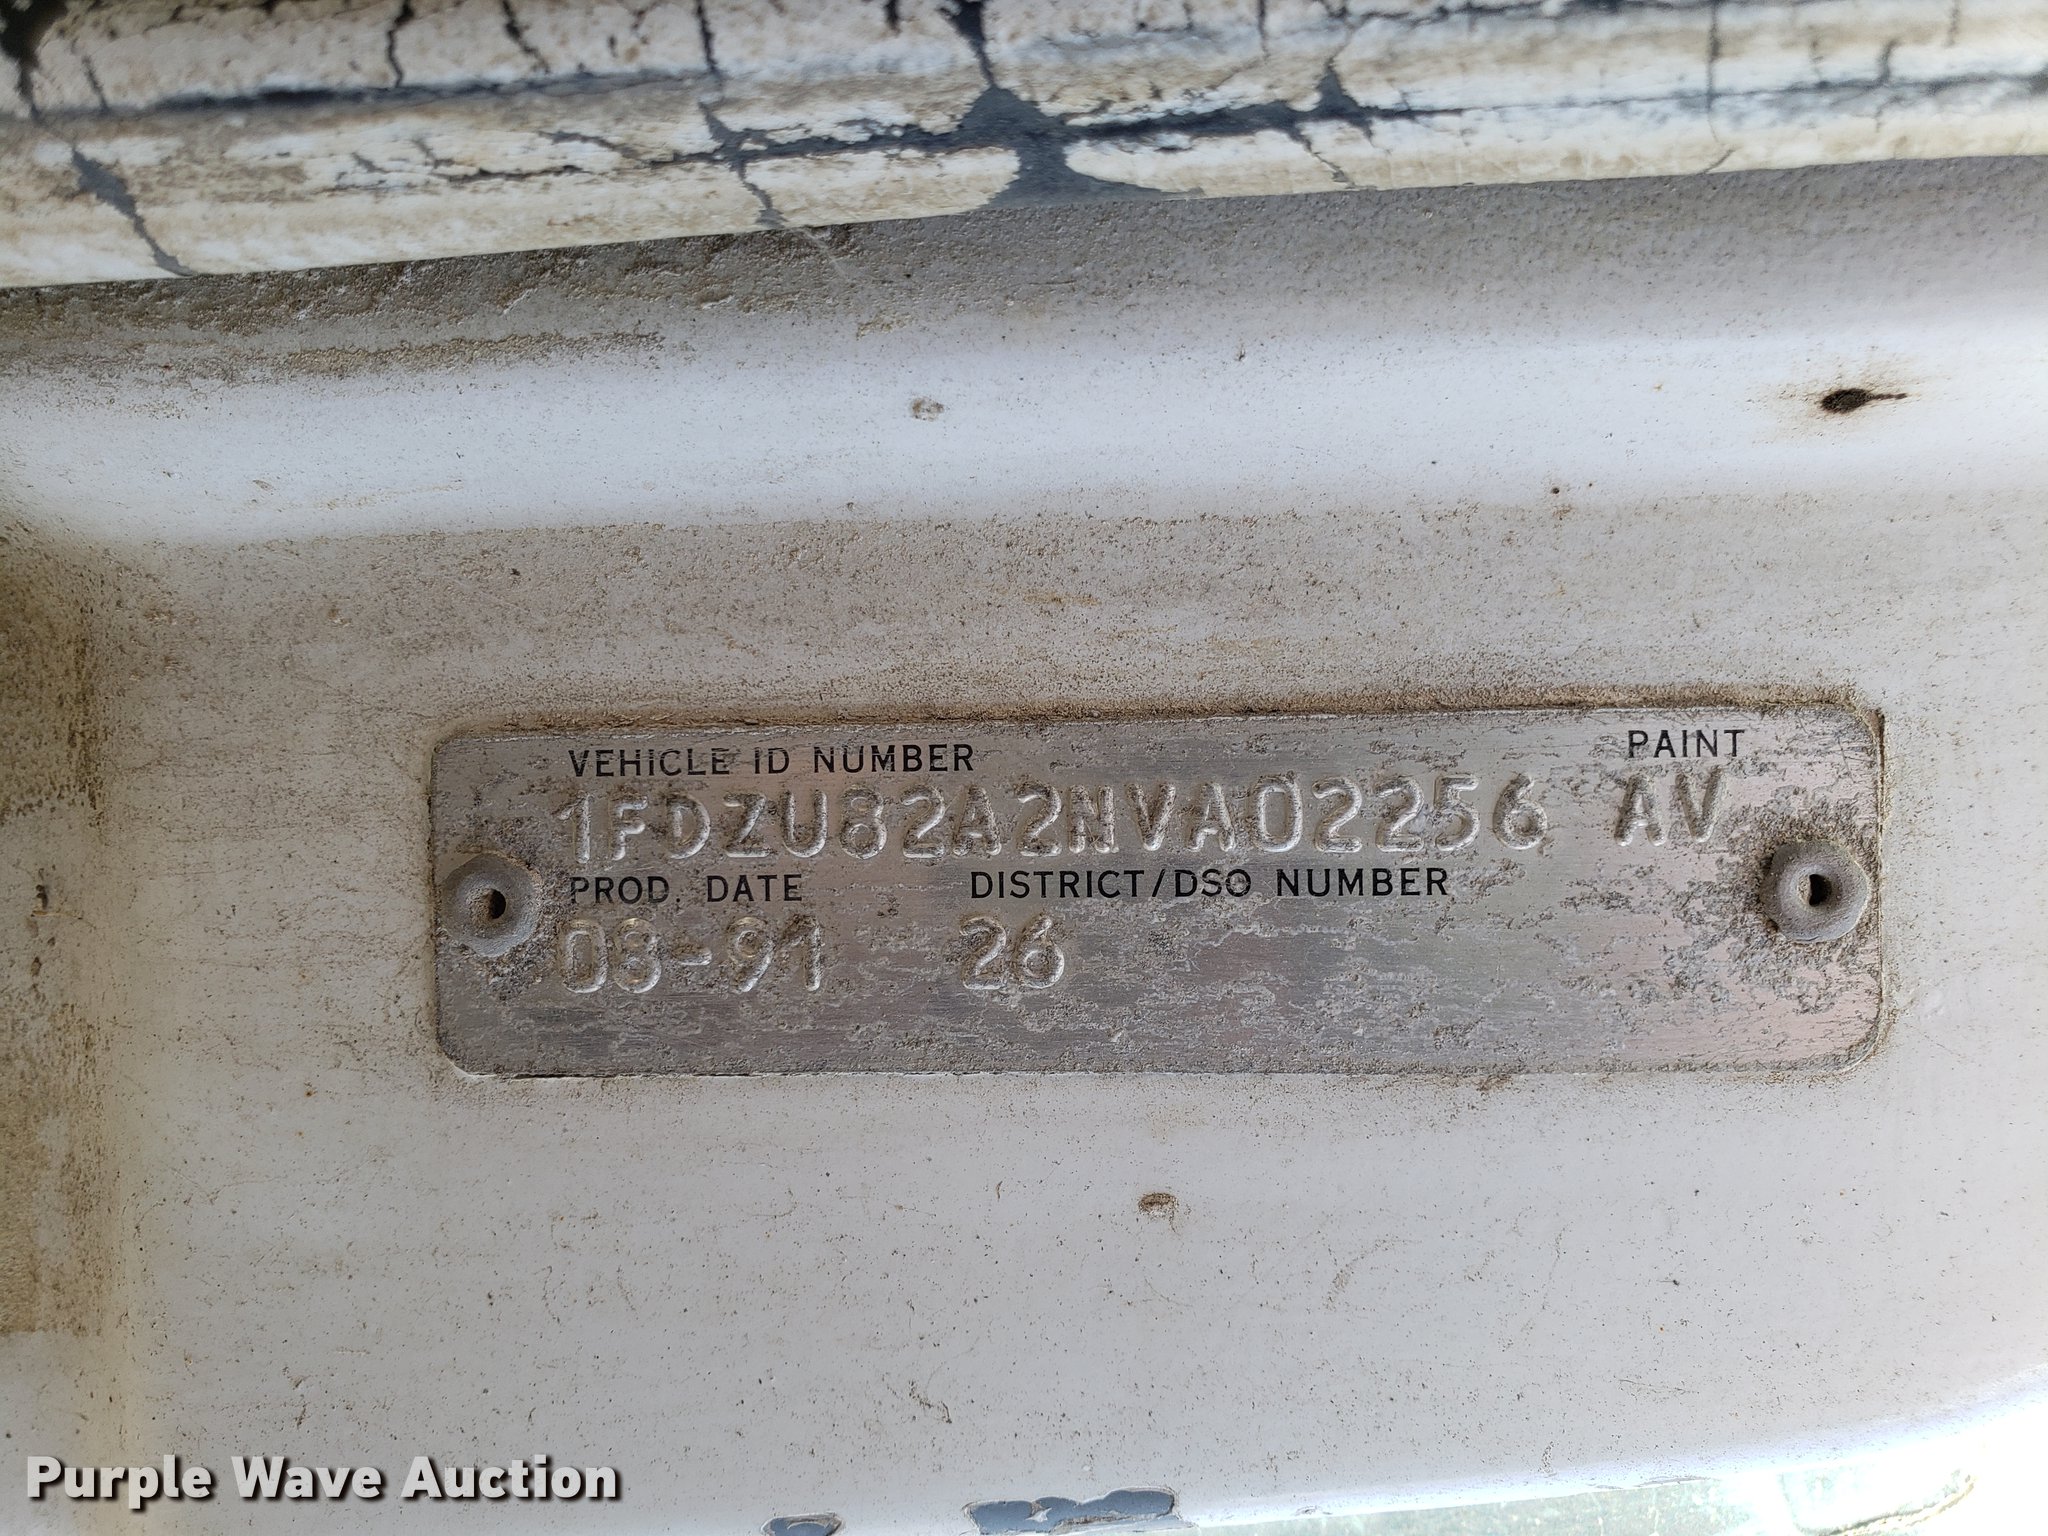 VEHICLE ID NUMBER PAINT
1FDZU82A2NVA02256 AV
PROD. DATE DISTRICT/DSO NUMBER
08-91 26
Purple Wave Auction